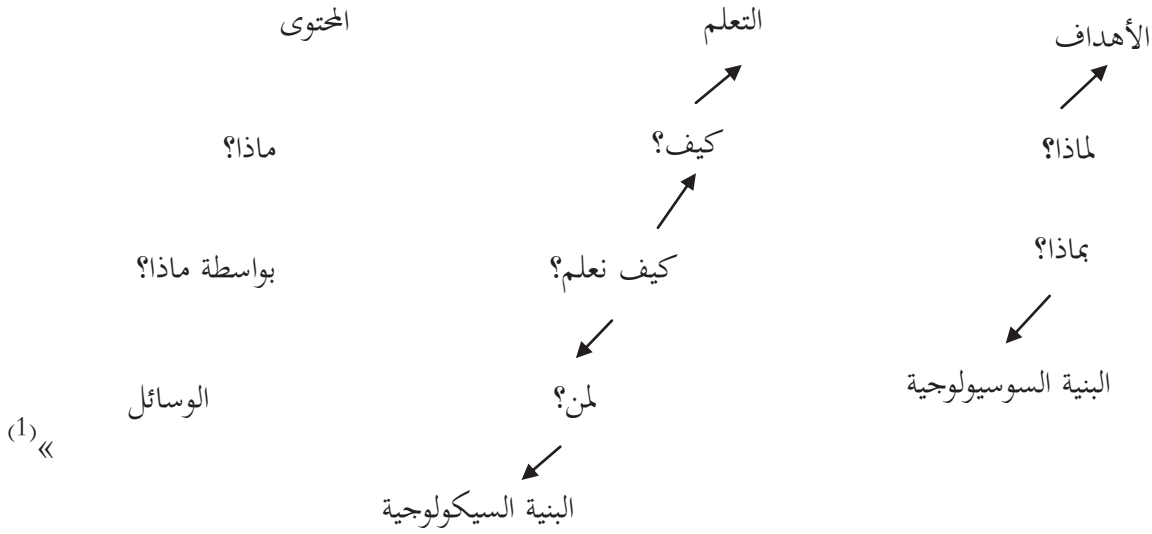 الأهداف
التعلم
المحتوى
لماذا؟
كيف؟
ماذا؟
بماذا؟
كيف نعلم؟
بواسطة ماذا؟
البنية السوسيولوجية
لمن؟
الوسائل
»(1)
البنية السيكولوجية